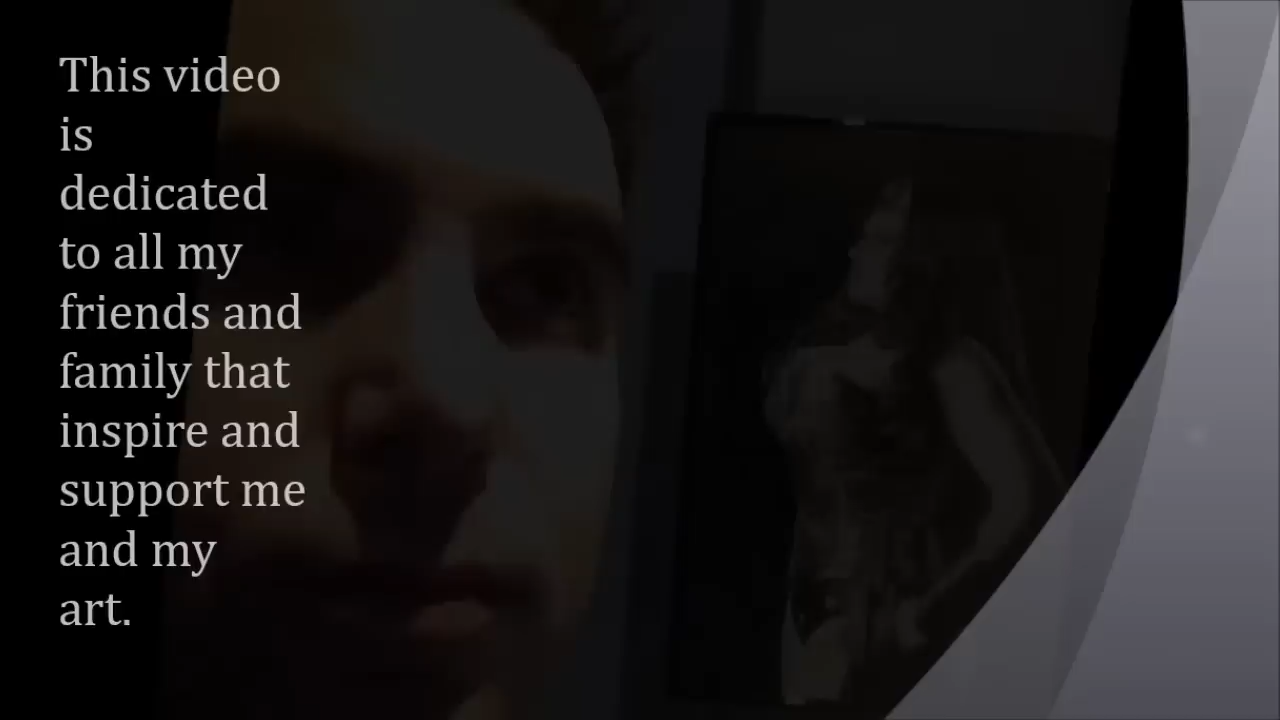 This video
is
dedicated
to all my
friends and
family that
inspire and
support me
and my
art.